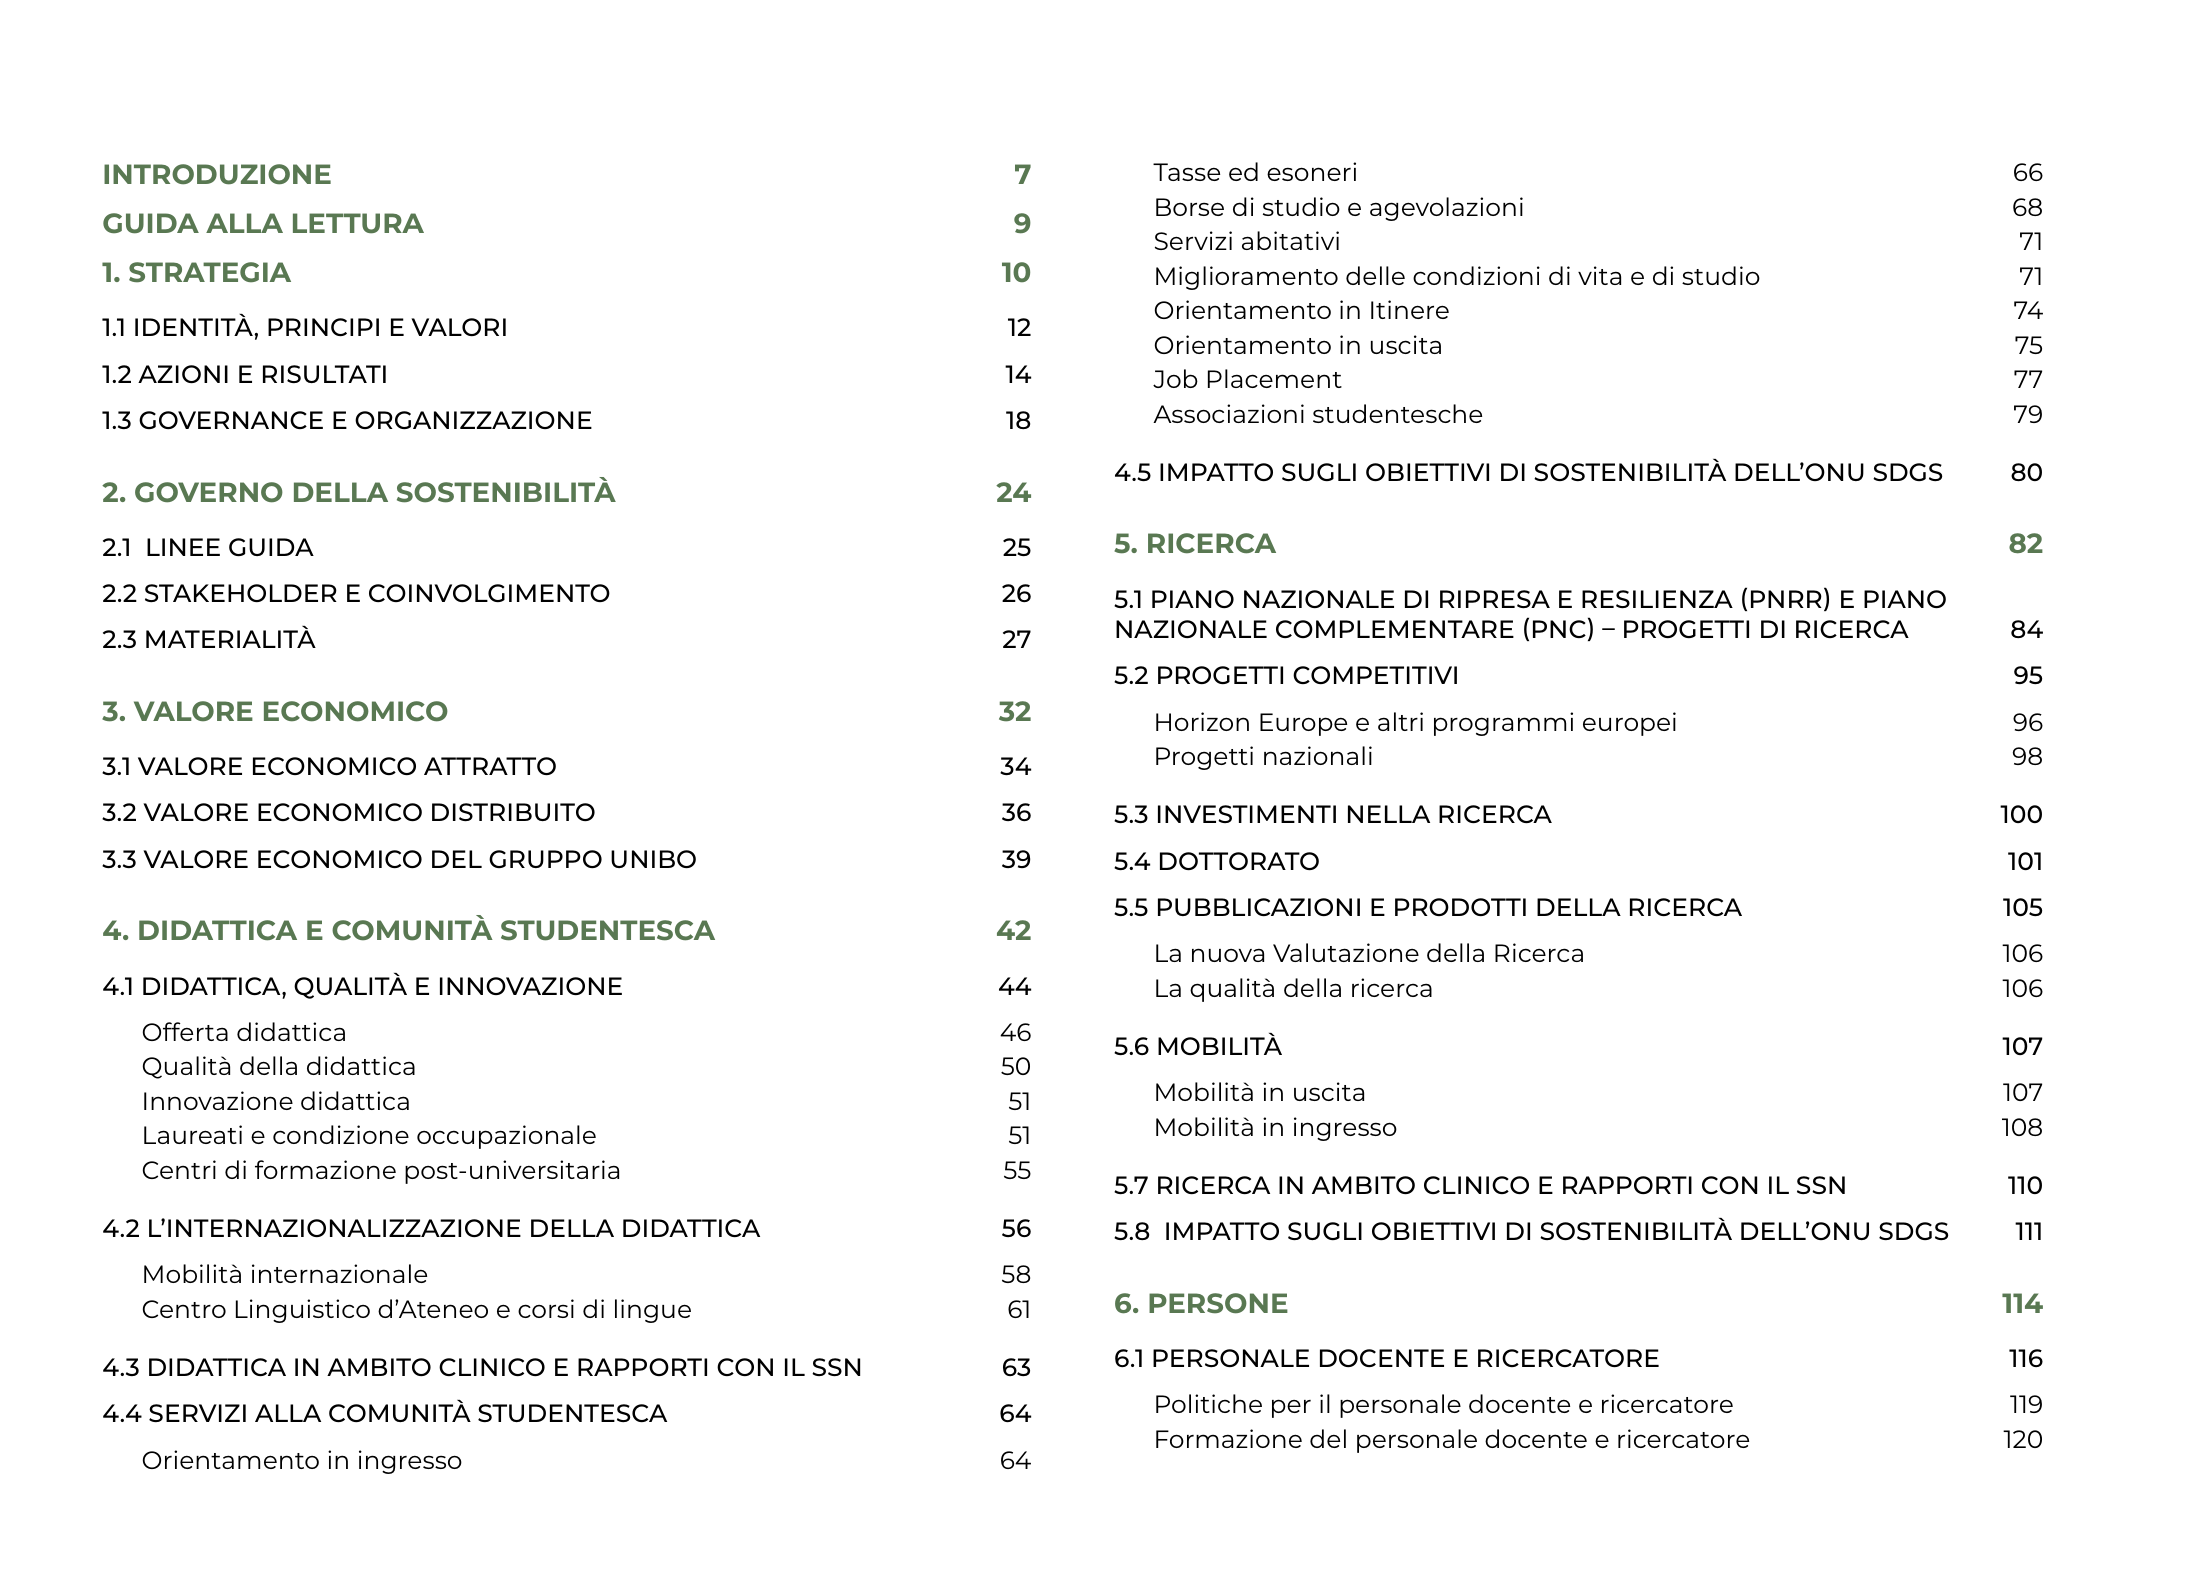 INTRODUZIONE 7
GUIDA ALLA LETTURA 9
1. STRATEGIA 10
1.1 IDENTITÀ, PRINCIPI E VALORI 12
1.2 AZIONI E RISULTATI 14
1.3 GOVERNANCE E ORGANIZZAZIONE 18
2. GOVERNO DELLA SOSTENIBILITÀ 24
2.1 LINEE GUIDA 25
2.2 STAKEHOLDER E COINVOLGIMENTO 26
2.3 MATERIALITÀ 27
3. VALORE ECONOMICO 32
3.1 VALORE ECONOMICO ATTRATTO 34
3.2 VALORE ECONOMICO DISTRIBUITO 36
3.3 VALORE ECONOMICO DEL GRUPPO UNIBO 39
4. DIDATTICA E COMUNITÀ STUDENTESCA 42
4.1 DIDATTICA, QUALITÀ E INNOVAZIONE 44
Offerta didattica 46
Qualità della didattica 50
Innovazione didattica 51
Laureati e condizione occupazionale 51
Centri di formazione post-universitaria 55
4.2 L’INTERNAZIONALIZZAZIONE DELLA DIDATTICA 56
Mobilità internazionale 58
Centro Linguistico d’Ateneo e corsi di lingue 61
4.3 DIDATTICA IN AMBITO CLINICO E RAPPORTI CON IL SSN 63
4.4 SERVIZI ALLA COMUNITÀ STUDENTESCA 64
Orientamento in ingresso 64
Tasse ed esoneri 66
Borse di studio e agevolazioni 68
Servizi abitativi 71
Miglioramento delle condizioni di vita e di studio 71
Orientamento in Itinere 74
Orientamento in uscita 75
Job Placement 77
Associazioni studentesche 79
4.5 IMPATTO SUGLI OBIETTIVI DI SOSTENIBILITÀ DELL’ONU SDGS 80
5. RICERCA 82
5.1 PIANO NAZIONALE DI RIPRESA E RESILIENZA (PNRR) E PIANO
NAZIONALE COMPLEMENTARE (PNC) – PROGETTI DI RICERCA 84
5.2 PROGETTI COMPETITIVI 95
Horizon Europe e altri programmi europei 96
Progetti nazionali 98
5.3 INVESTIMENTI NELLA RICERCA 100
5.4 DOTTORATO 101
5.5 PUBBLICAZIONI E PRODOTTI DELLA RICERCA 105
La nuova Valutazione della Ricerca 106
La qualità della ricerca 106
5.6 MOBILITÀ 107
Mobilità in uscita 107
Mobilità in ingresso 108
5.7 RICERCA IN AMBITO CLINICO E RAPPORTI CON IL SSN 110
5.8 IMPATTO SUGLI OBIETTIVI DI SOSTENIBILITÀ DELL’ONU SDGS 111
6. PERSONE 114
6.1 PERSONALE DOCENTE E RICERCATORE 116
Politiche per il personale docente e ricercatore 119
Formazione del personale docente e ricercatore 120